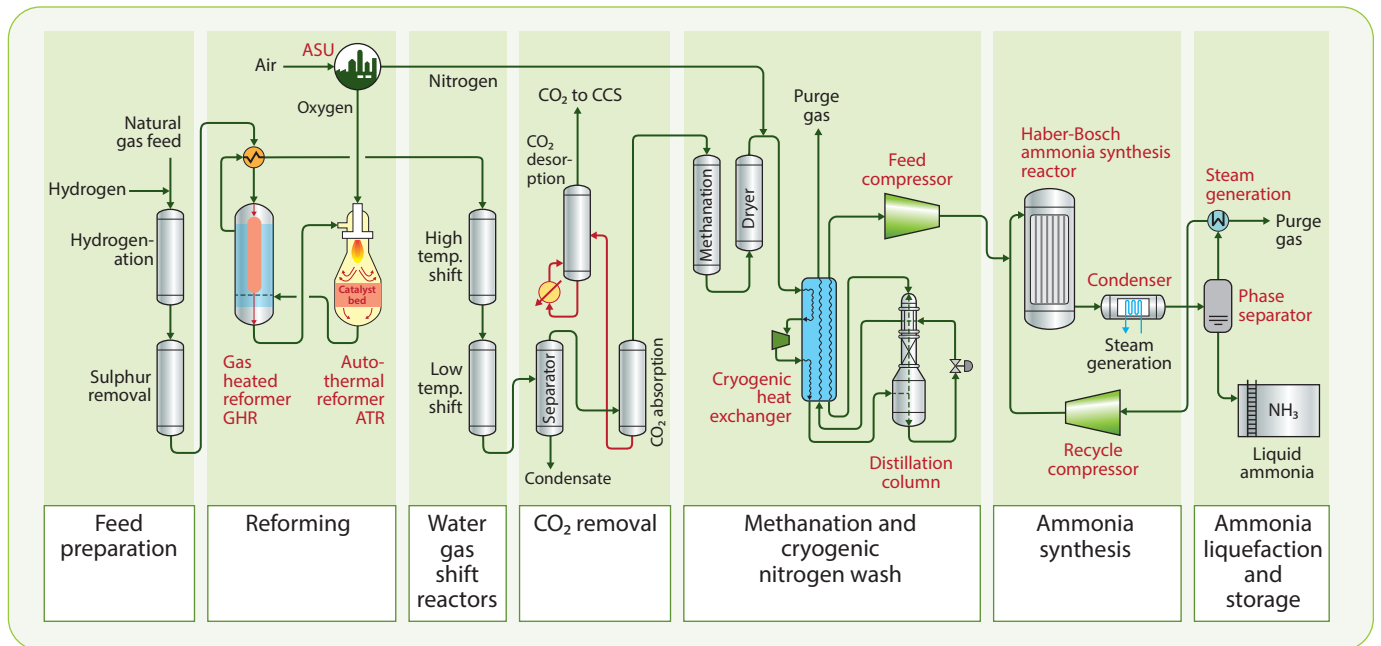 ASU
Air
Nitrogen
Oxygen
Natural
gas feed
Hydrogen
Hydrogen-
ation
Sulphur
removal
Gas
heated
reformer
GHR
Catalyst
bed
Auto-
thermal
reformer
ATR
High
temp.
shift
Low
temp.
shift
CO₂ to CCS
CO₂
desor-
ption
Separator
Condensate
CO₂ absorption
Methanation
Dryer
Purge
gas
Feed
compressor
Cryogenic
heat
exchanger
Distillation
column
Haber-Bosch
ammonia synthesis
reactor
Condenser
Steam
generation
Recycle
compressor
Steam
generation
Purge
gas
Phase
separator
NH₃
Liquid
ammonia
Feed
preparation
Reforming
Water
gas
shift
reactors
CO₂ removal
Methanation and
cryogenic
nitrogen wash
Ammonia
synthesis
Ammonia
liquefaction
and
storage